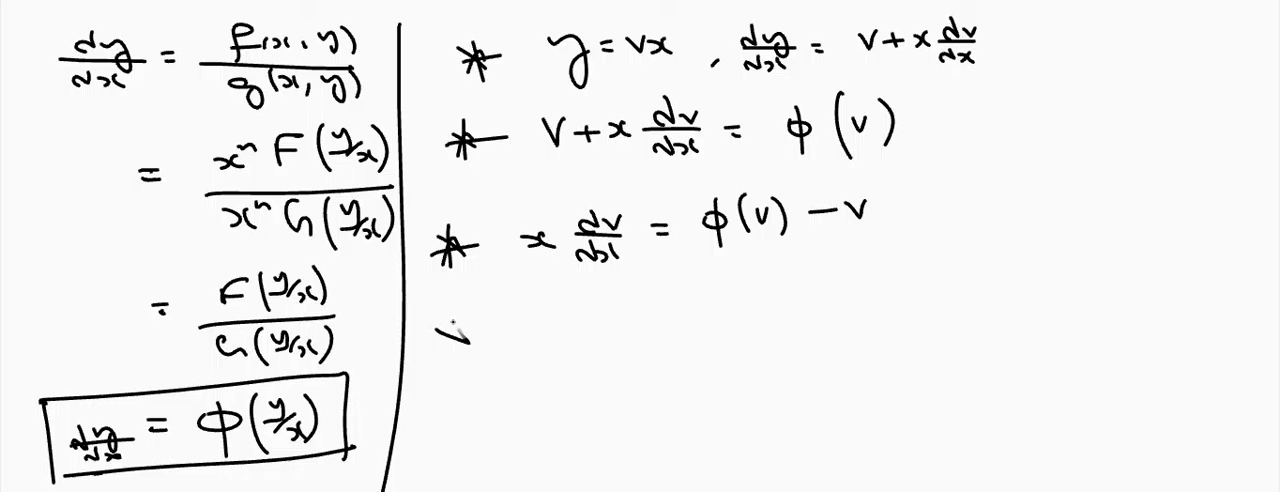 dy/dx = f(x, y)/g(x, y)
= xⁿ F(y/x)/xⁿ G(y/x)
= F(y/x)/G(y/x)
dy/dx = φ(y/x)
* y = vx , dy/dx = v + x dv/dx
* v + x dv/dx = φ(v)
* x dv/dx = φ(v) - v